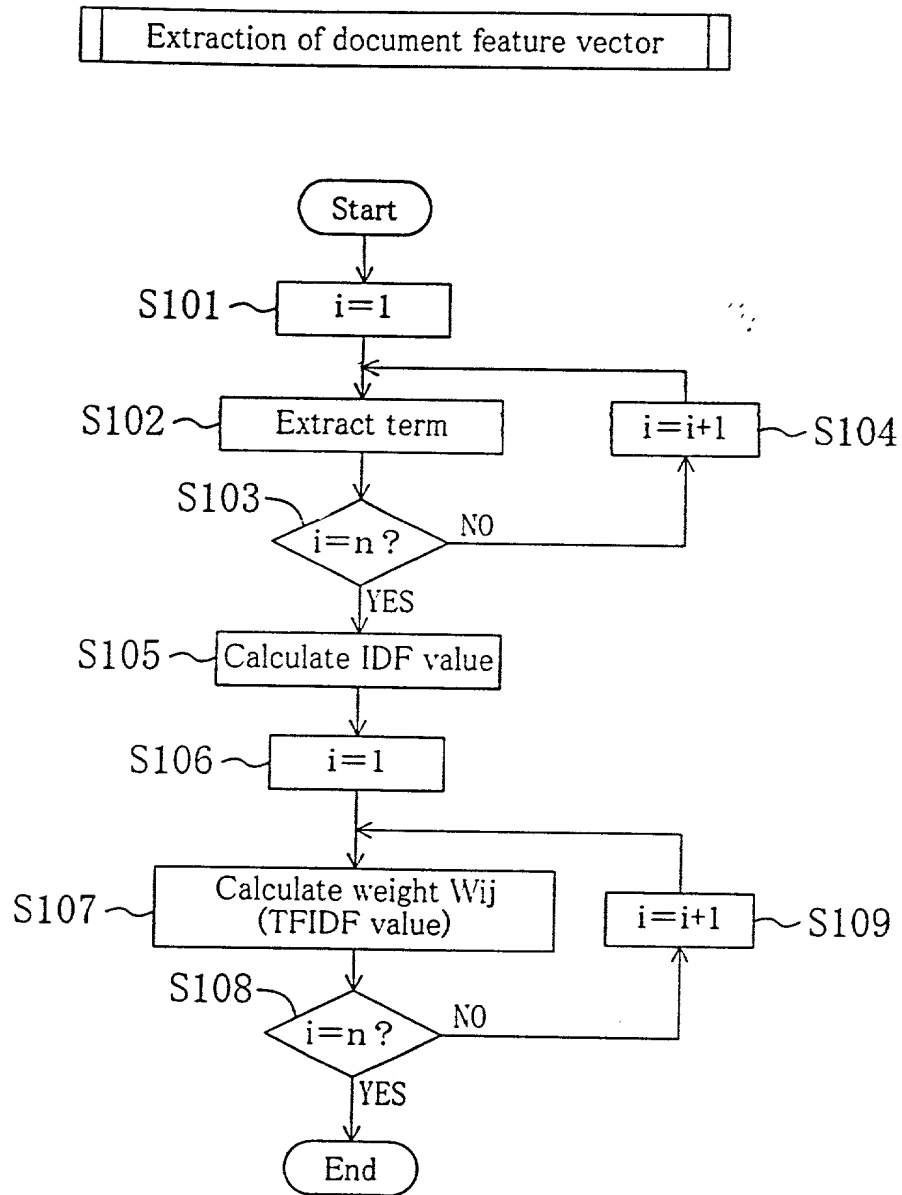 Extraction of document feature vector
Start
S101
i=1
S102
Extract term
i=i+1
S104
S103
i=n?
NO
YES
S105
Calculate IDF value
S106
i=1
S107
Calculate weight Wij
(TFIDF value)
i=i+1
S109
S108
i=n?
NO
YES
End